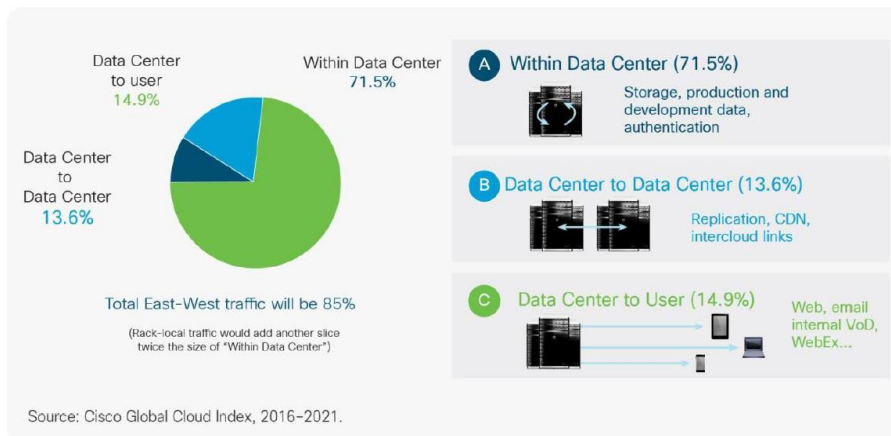 Data Center
to user
14.9%
Within Data Center
71.5%
Data Center
to
Data Center
13.6%
Total East-West traffic will be 85%
(Rack-local traffic would add another slice
twice the size of "Within Data Center")
A Within Data Center (71.5%)
Storage, production and
development data,
authentication
B Data Center to Data Center (13.6%)
Replication, CDN,
intercloud links
C Data Center to User (14.9%)
Web, email
internal VoD,
WebEx...
Source: Cisco Global Cloud Index, 2016–2021.